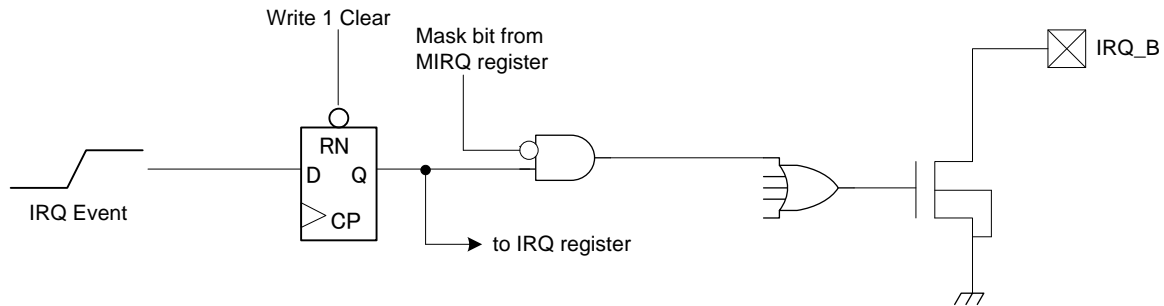 Write 1 Clear
Mask bit from
MIRQ register
IRQ_B
RN
D Q
CP
IRQ Event
to IRQ register